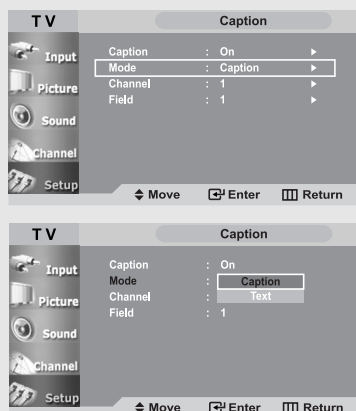 TV Caption
Input
Picture
Sound
Channel
Setup
Caption : On
Mode : Caption
Channel : 1
Field : 1
Move Enter Return
TV Caption
Input
Picture
Sound
Channel
Setup
Caption : On
Mode : Caption
Channel : Text
Field : 1
Move Enter Return